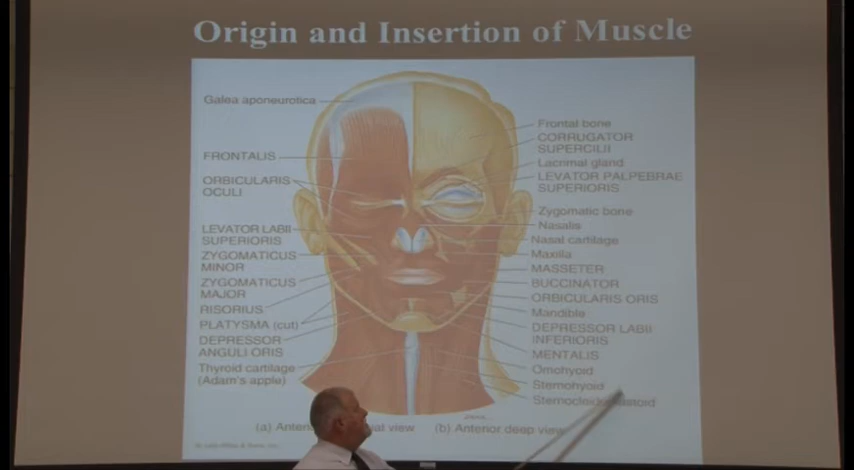 Origin and Insertion of Muscle
Galea aponeurotica
FRONTALIS
ORBICULARIS
OCULI
LEVATOR LABII
SUPERIORIS
ZYGOMATICUS
MINOR
ZYGOMATICUS
MAJOR
RISORIUS
PLATYSMA (cut)
DEPRESSOR
ANGULI ORIS
Thyroid cartilage
(Adam's apple)
Frontal bone
CORRUGATOR
SUPERCILII
Lacrimal gland
LEVATOR PALPEBRAE
SUPERIORIS
Zygomatic bone
Nasalis
Nasal cartilage
Maxilla
MASSETER
BUCCINATOR
ORBICULARIS ORIS
Mandible
DEPRESSOR LABII
INFERIORIS
MENTALIS
Omohyoid
Sternohyoid
(a) view
(b) Anterior deep view